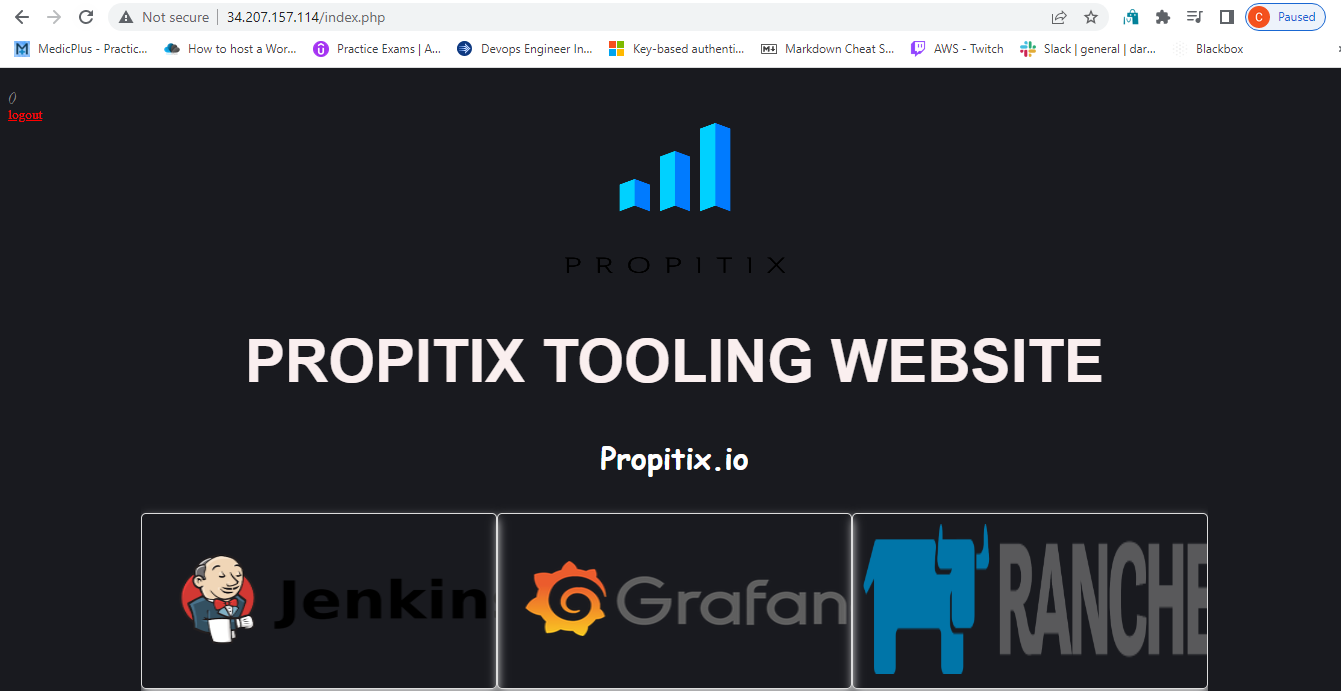 Not secure 34.207.157.114/index.php C Paused
MedicPlus - Practic... How to host a Wor... Practice Exams | A... Devops Engineer In... Key-based authenti... Markdown Cheat S... AWS - Twitch Slack | general | dar... Blackbox
()
logout
PROPITIX
PROPITIX TOOLING WEBSITE
Propitix.io
Jenkin Grafan RANCHE